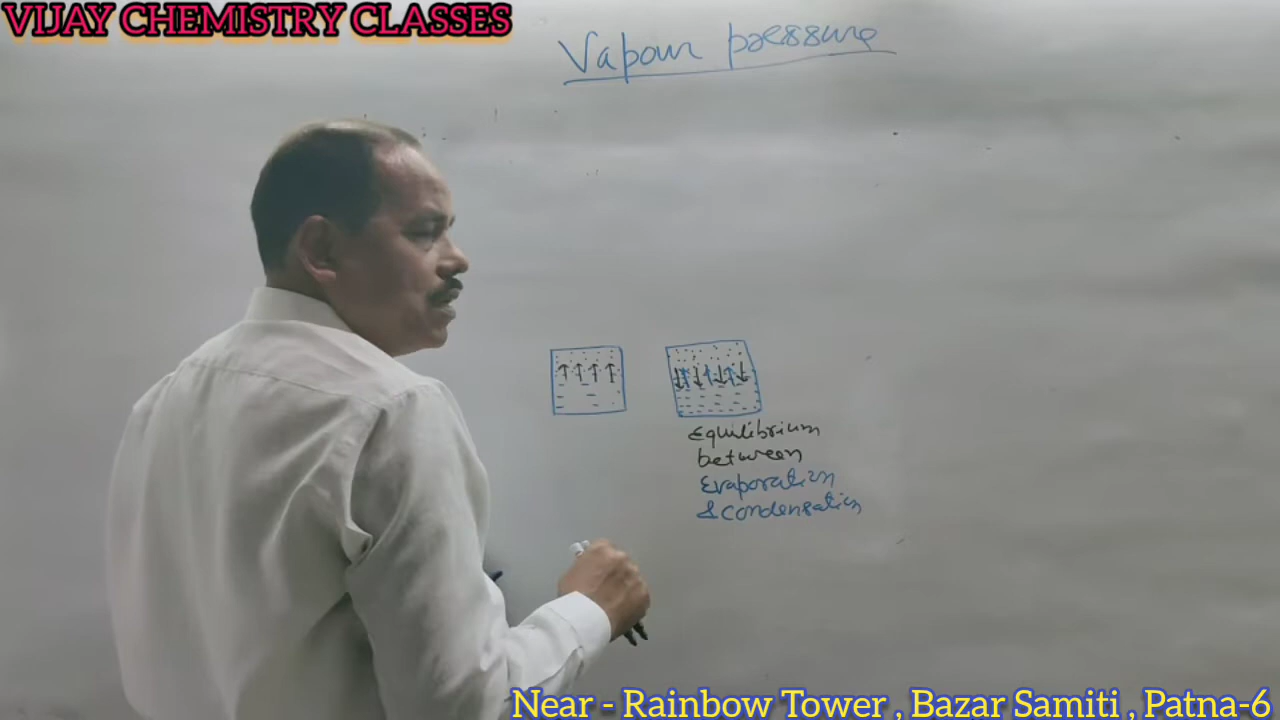 VIJAY CHEMISTRY CLASSES
Vapour pressure
Equilibrium
between
Evaporation
& condensation
Near - Rainbow Tower , Bazar Samiti , Patna-6